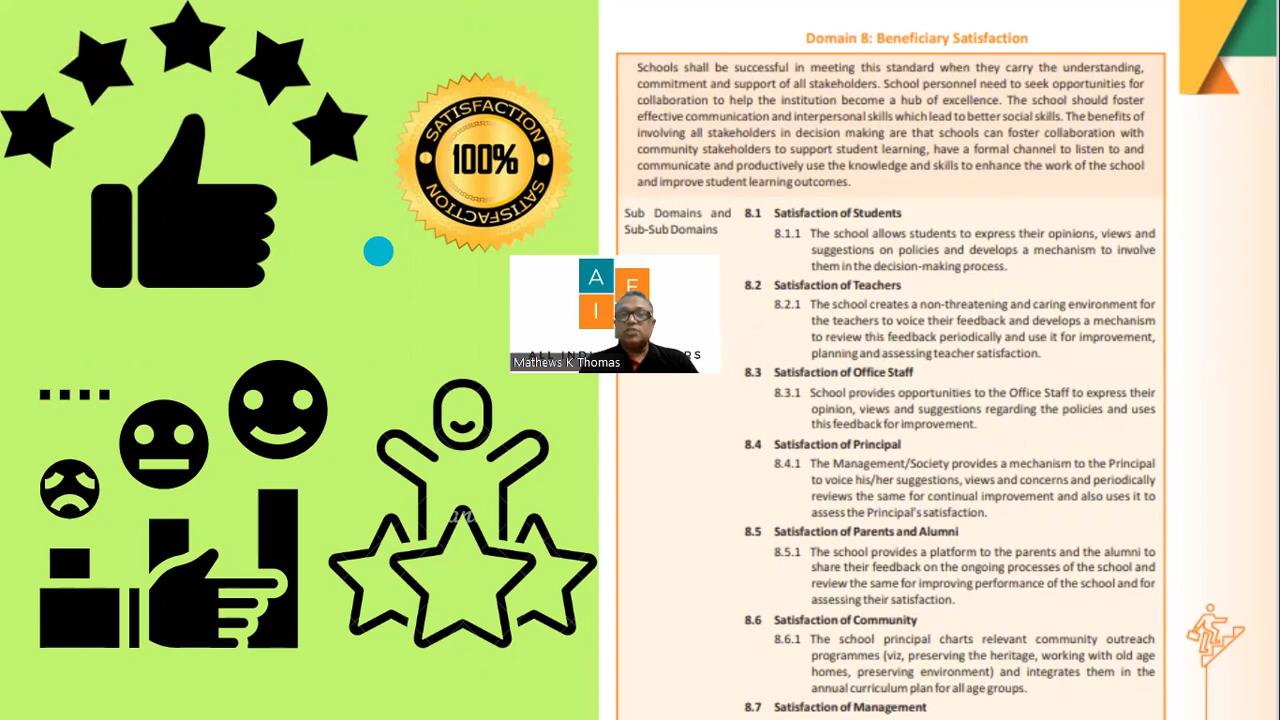 SATISFACTION
100%
SATISFACTION
A E
I
ALL IND
ERS
Mathews K Thomas
Domain 8: Beneficiary Satisfaction
Schools shall be successful in meeting this standard when they carry the understanding,
commitment and support of all stakeholders. School personnel need to seek opportunities for
collaboration to help the institution become a hub of excellence. The school should foster
effective communication and interpersonal skills which lead to better social skills. The benefits of
involving all stakeholders in decision making are that schools can foster collaboration with
community stakeholders to support student learning, have a formal channel to listen to and
communicate and productively use the knowledge and skills to enhance the work of the school
and improve student learning outcomes.
Sub Domains and
Sub-Sub Domains
8.1 Satisfaction of Students
8.1.1 The school allows students to express their opinions, views and
suggestions on policies and develops a mechanism to involve
them in the decision-making process.
8.2 Satisfaction of Teachers
8.2.1 The school creates a non-threatening and caring environment for
the teachers to voice their feedback and develops a mechanism
to review this feedback periodically and use it for improvement,
planning and assessing teacher satisfaction.
8.3 Satisfaction of Office Staff
8.3.1 School provides opportunities to the Office Staff to express their
opinion, views and suggestions regarding the policies and uses
this feedback for improvement.
8.4 Satisfaction of Principal
8.4.1 The Management/Society provides a mechanism to the Principal
to voice his/her suggestions, views and concerns and periodically
reviews the same for continual improvement and also uses it to
assess the Principal's satisfaction.
8.5 Satisfaction of Parents and Alumni
8.5.1 The school provides a platform to the parents and the alumni to
share their feedback on the ongoing processes of the school and
review the same for improving performance of the school and for
assessing their satisfaction.
8.6 Satisfaction of Community
8.6.1 The school principal charts relevant community outreach
programmes (viz, preserving the heritage, working with old age
homes, preserving environment) and integrates them in the
annual curriculum plan for all age groups.
8.7 Satisfaction of Management